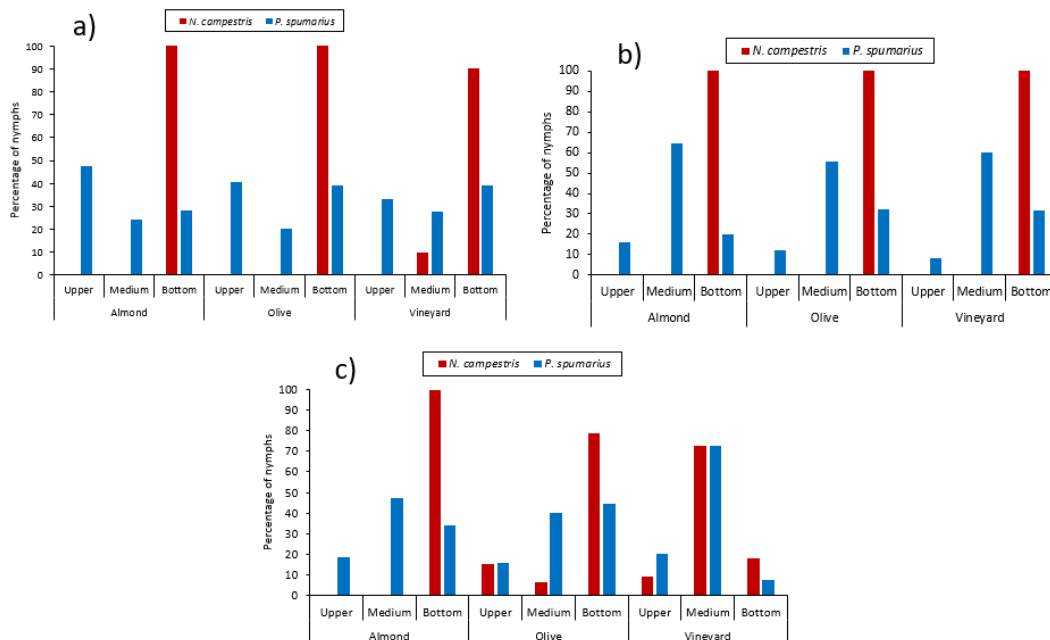 a)
N. campestris P. spumarius
Percentage of nymphs
100
90
80
70
60
50
40
30
20
10
0
Upper Medium Bottom Upper Medium Bottom Upper Medium Bottom
Almond Olive Vineyard
b)
N. campestris P. spumarius
Percentage of nymphs
100
90
80
70
60
50
40
30
20
10
0
Upper Medium Bottom Upper Medium Bottom Upper Medium Bottom
Almond Olive Vineyard
c)
N. campestris P. spumarius
Percentage of nymphs
100
90
80
70
60
50
40
30
20
10
0
Upper Medium Bottom Upper Medium Bottom Upper Medium Bottom
Almond Olive Vineyard